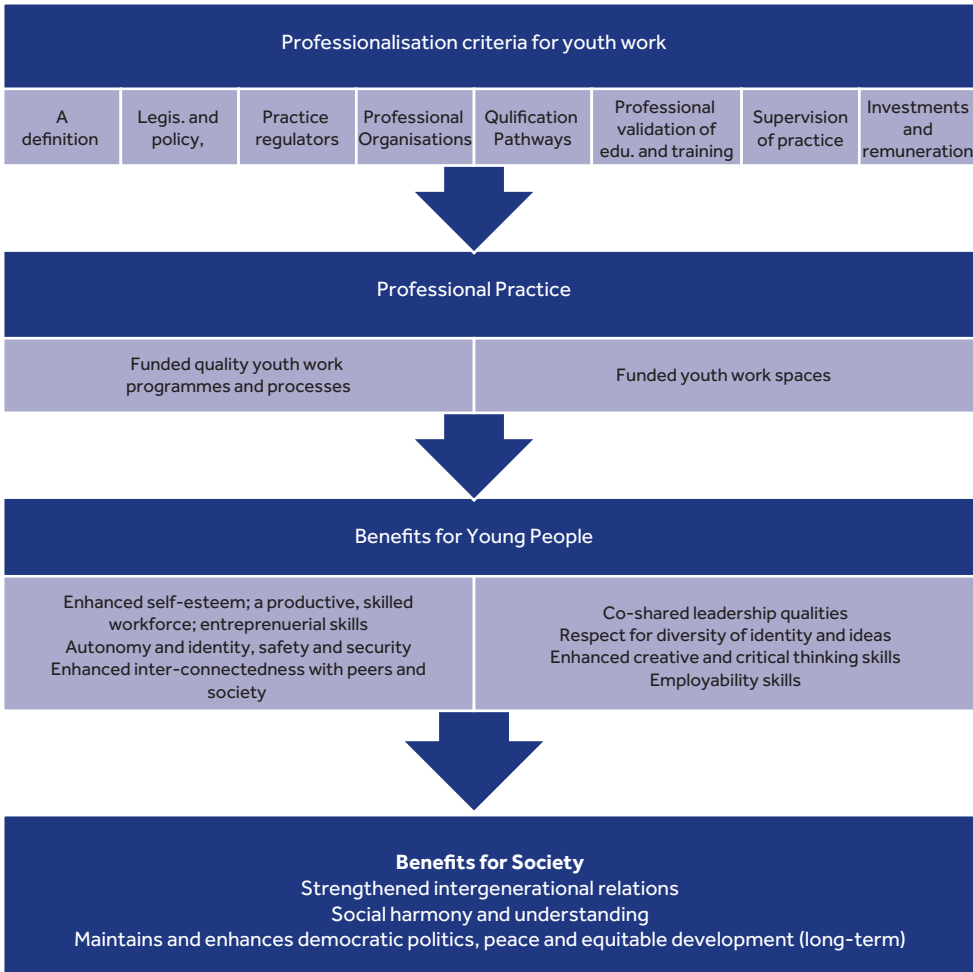 Professionalisation criteria for youth work
A
definition
Legis. and
policy,
Practice
regulators
Professional
Organisations
Qulification
Pathways
Professional
validation of
edu. and training
Supervision
of practice
Investments
and
remuneration
Professional Practice
Funded quality youth work
programmes and processes
Funded youth work spaces
Benefits for Young People
Enhanced self-esteem; a productive, skilled
workforce; entreprenuerial skills
Autonomy and identity, safety and security
Enhanced inter-connectedness with peers and
society
Co-shared leadership qualities
Respect for diversity of identity and ideas
Enhanced creative and critical thinking skills
Employability skills
Benefits for Society
Strengthened intergenerational relations
Social harmony and understanding
Maintains and enhances democratic politics, peace and equitable development (long-term)